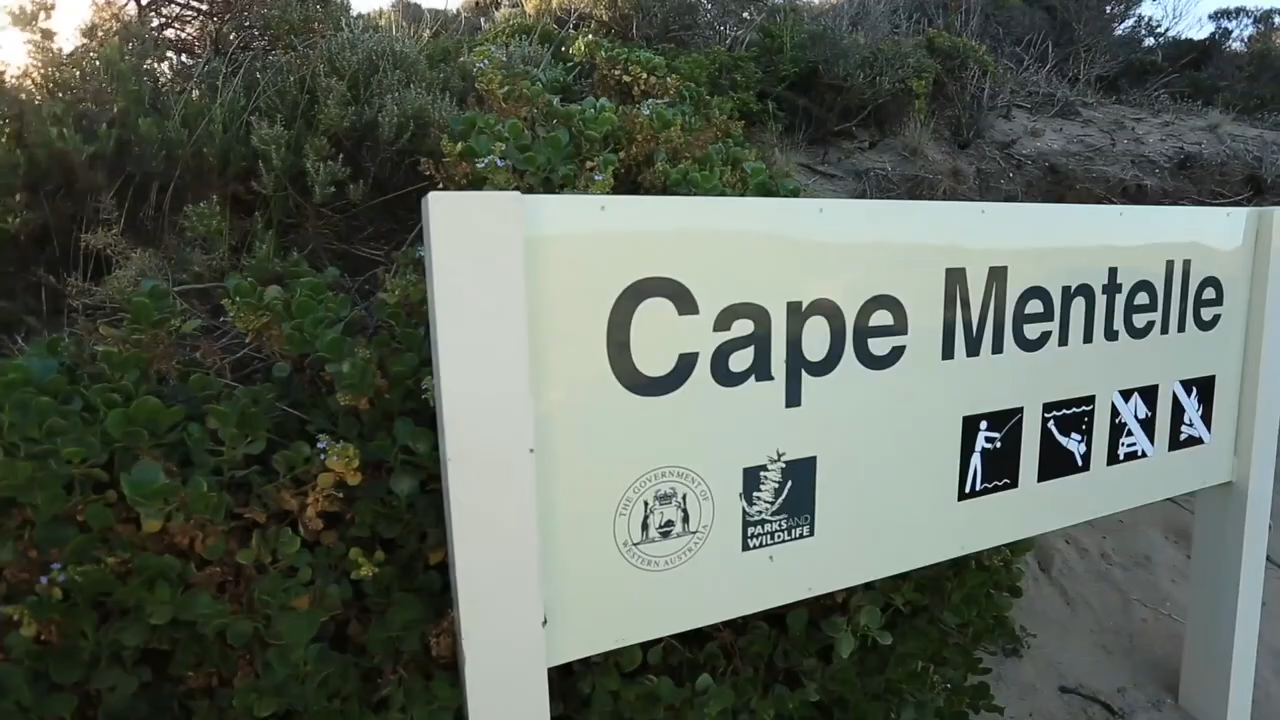 Cape Mentelle
THE GOVERNMENT OF
WESTERN AUSTRALIA
PARKS AND
WILDLIFE